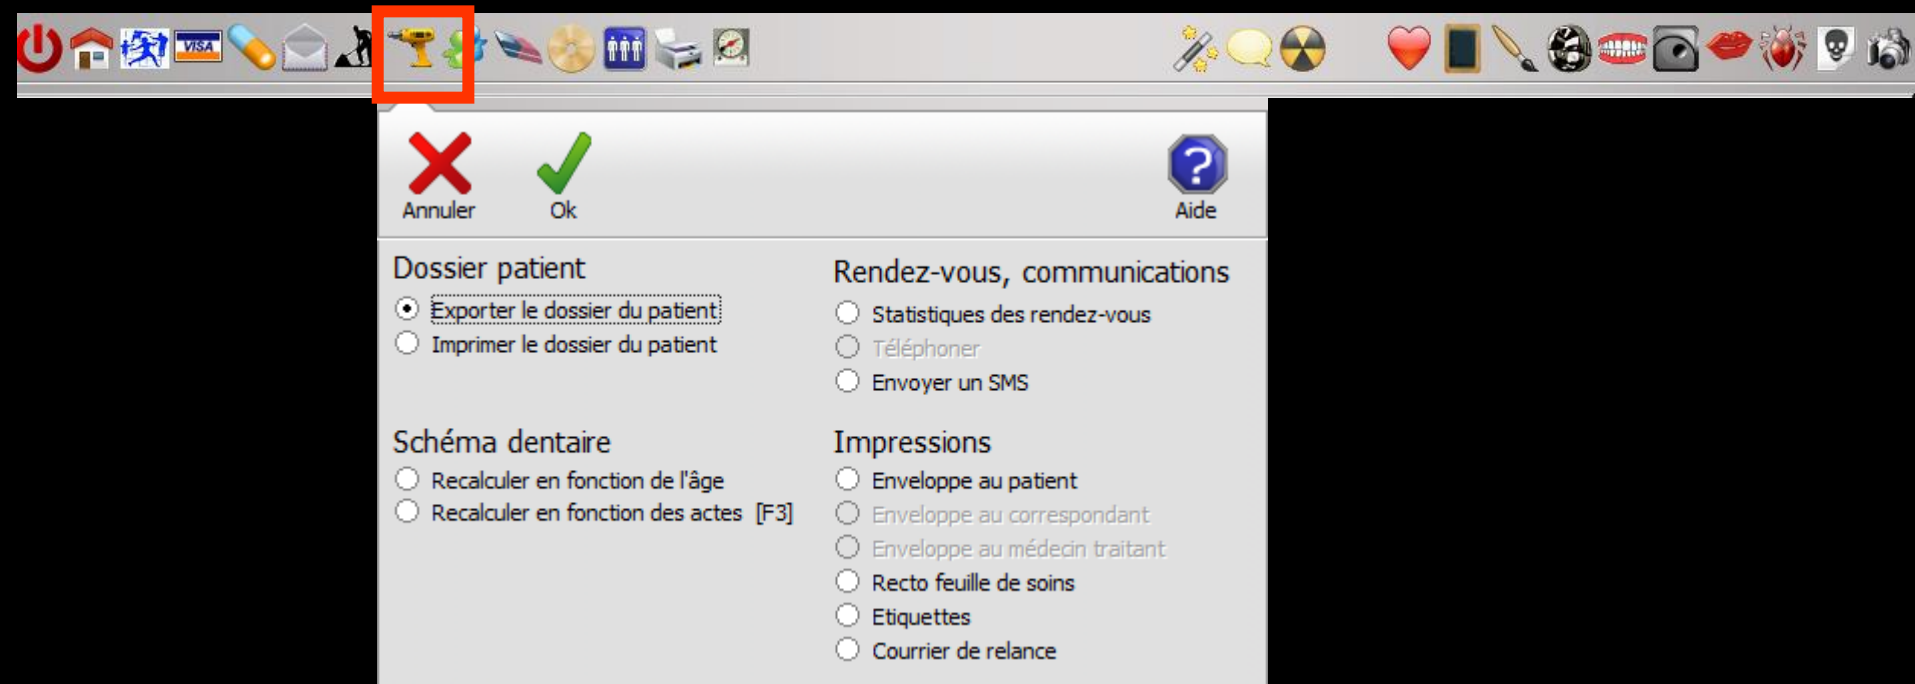 VISA
Annuler
Ok
Aide
Dossier patient
Exporter le dossier du patient
Imprimer le dossier du patient
Rendez-vous, communications
Statistiques des rendez-vous
Téléphoner
Envoyer un SMS
Schéma dentaire
Recalculer en fonction de l'âge
Recalculer en fonction des actes [F3]
Impressions
Enveloppe au patient
Enveloppe au correspondant
Enveloppe au médecin traitant
Recto feuille de soins
Etiquettes
Courrier de relance